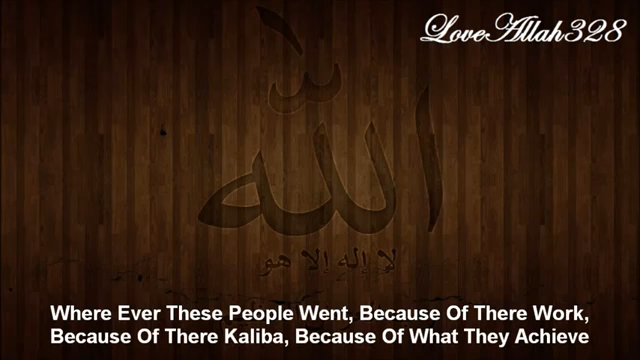 LoveAllah328
الله
لا إله إلا هو
Where Ever These People Went, Because Of There Work,
Because Of There Kaliba, Because Of What They Achieve